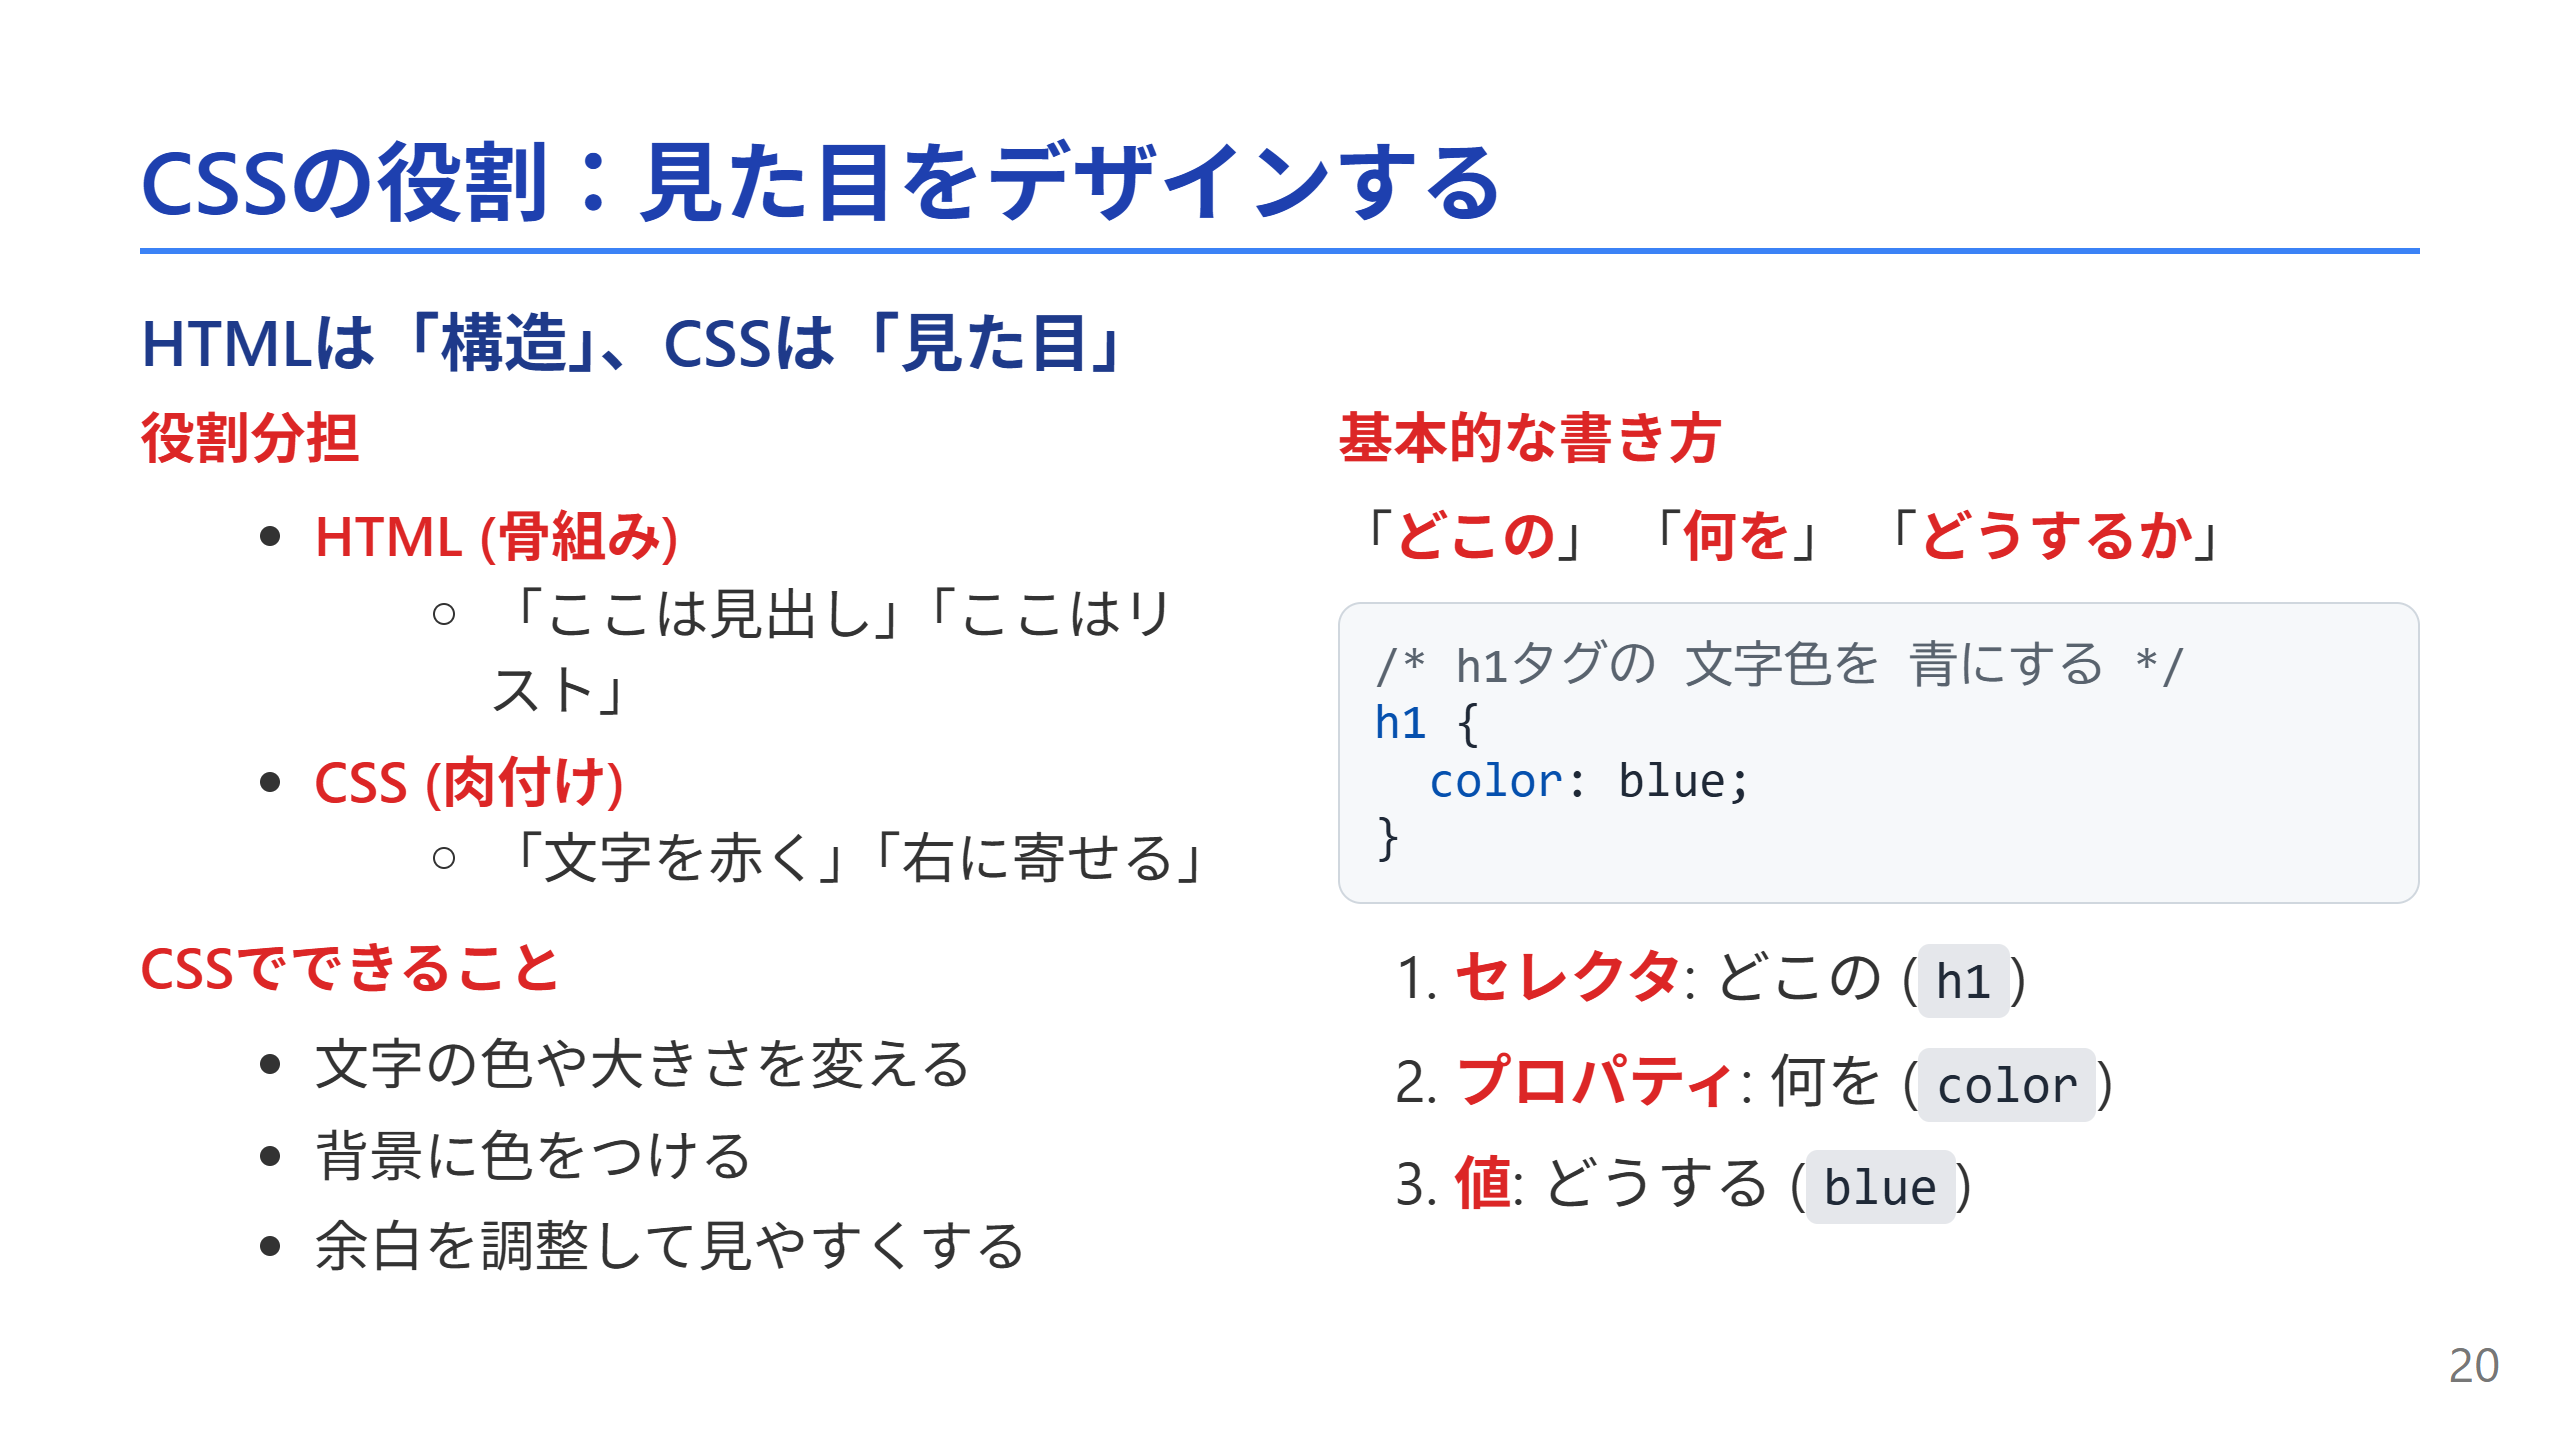 CSSの役割：見た目をデザインする
HTMLは「構造」、CSSは「見た目」
役割分担
• HTML (骨組み)
◦ 「ここは見出し」「ここはリ
スト」
• CSS (肉付け)
◦ 「文字を赤く」「右に寄せる」
CSSでできること
• 文字の色や大きさを変える
• 背景に色をつける
• 余白を調整して見やすくする
基本的な書き方
「どこの」 「何を」 「どうするか」
/* h1タグの 文字色を 青にする */
h1 {
  color: blue;
}
1. セレクタ: どこの (h1)
2. プロパティ: 何を (color)
3. 値: どうする (blue)
20